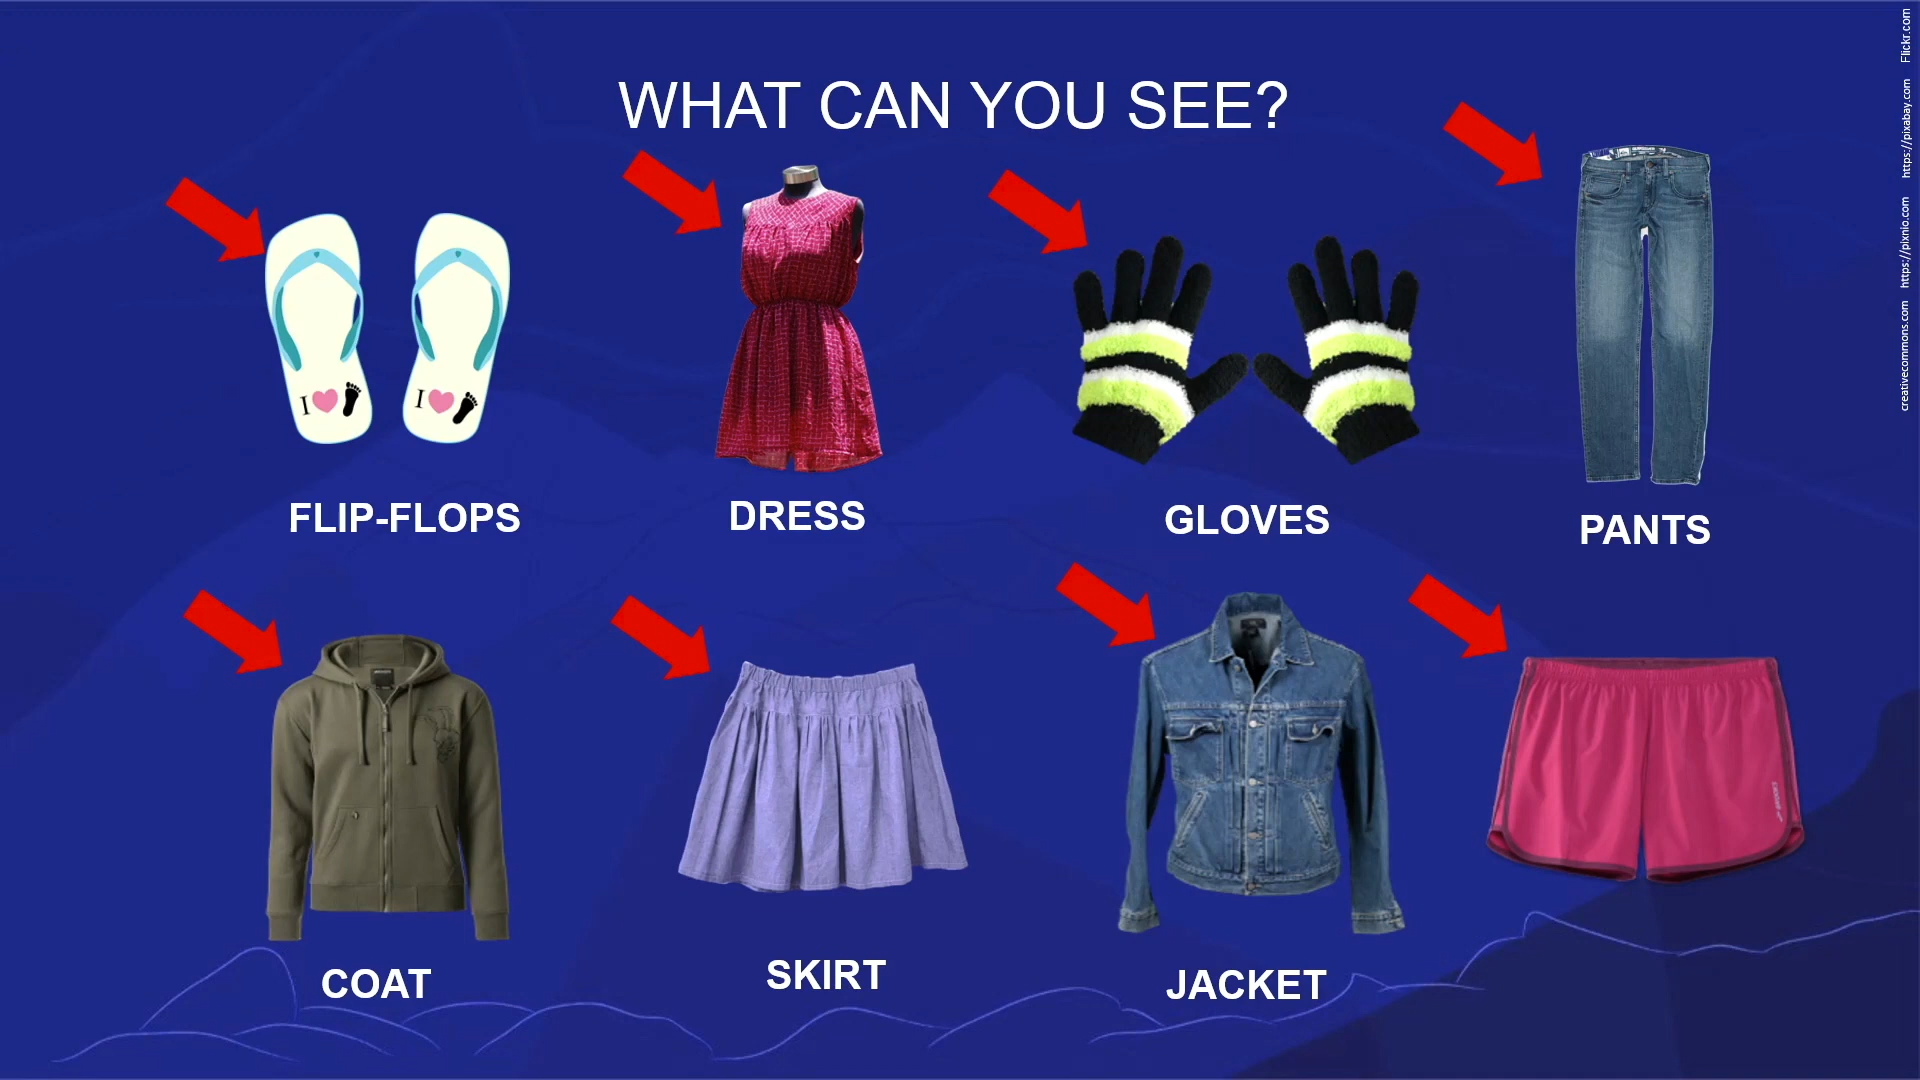 WHAT CAN YOU SEE?
I
I
FLIP-FLOPS
DRESS
GLOVES
PANTS
COAT
SKIRT
JACKET
creativecommons.com https://pixnio.com https://pixabay.com Flickr.com